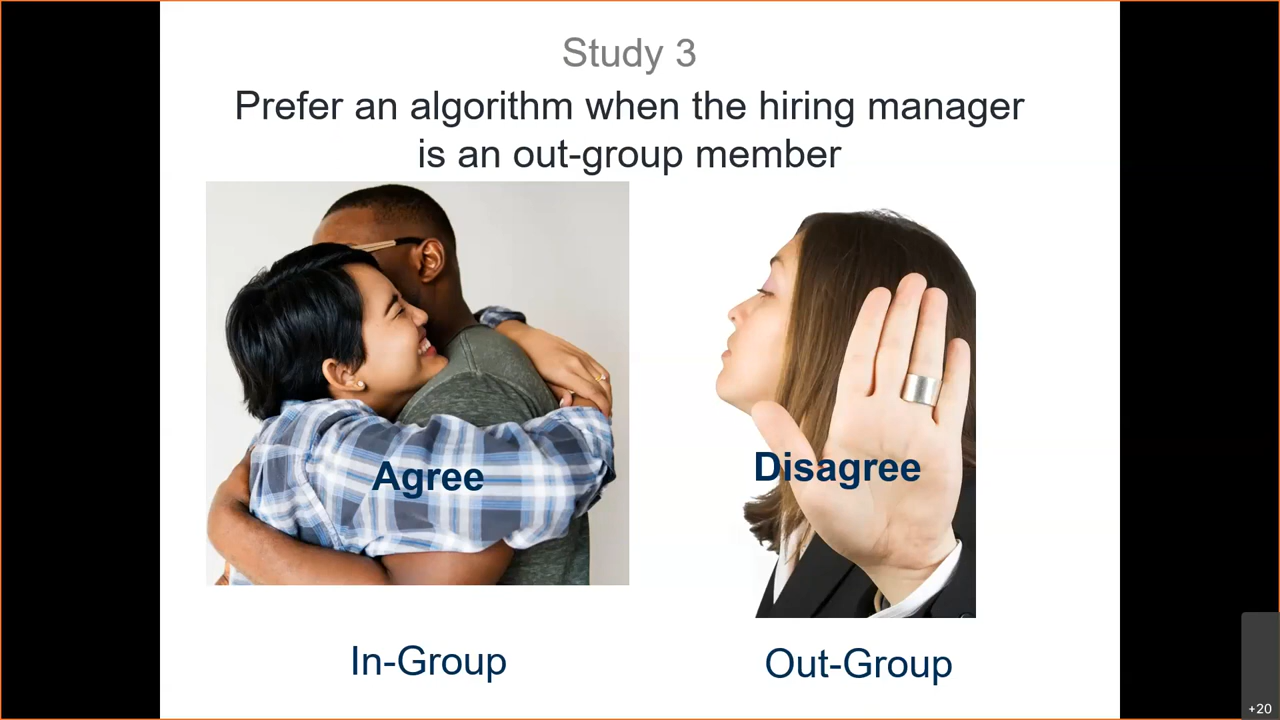 Study 3
Prefer an algorithm when the hiring manager
is an out-group member
Agree
Disagree
In-Group
Out-Group
+20